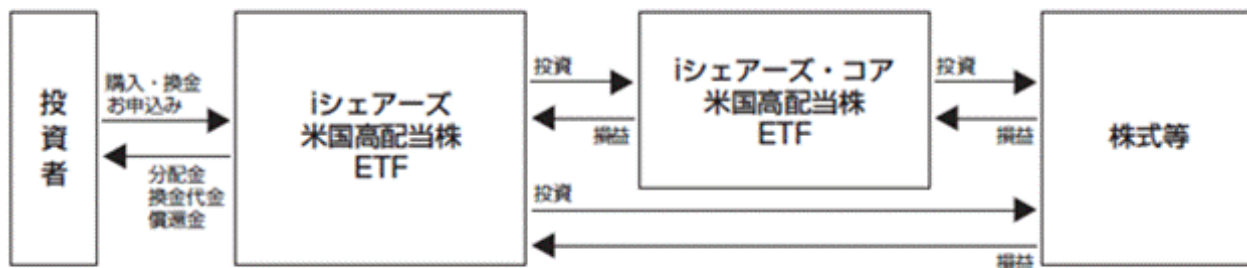 投資者
購入・換金
お申込み
分配金
換金代金
償還金
iシェアーズ
米国高配当株
ETF
投資
損益
iシェアーズ・コア
米国高配当株
ETF
投資
損益
投資
損益
株式等